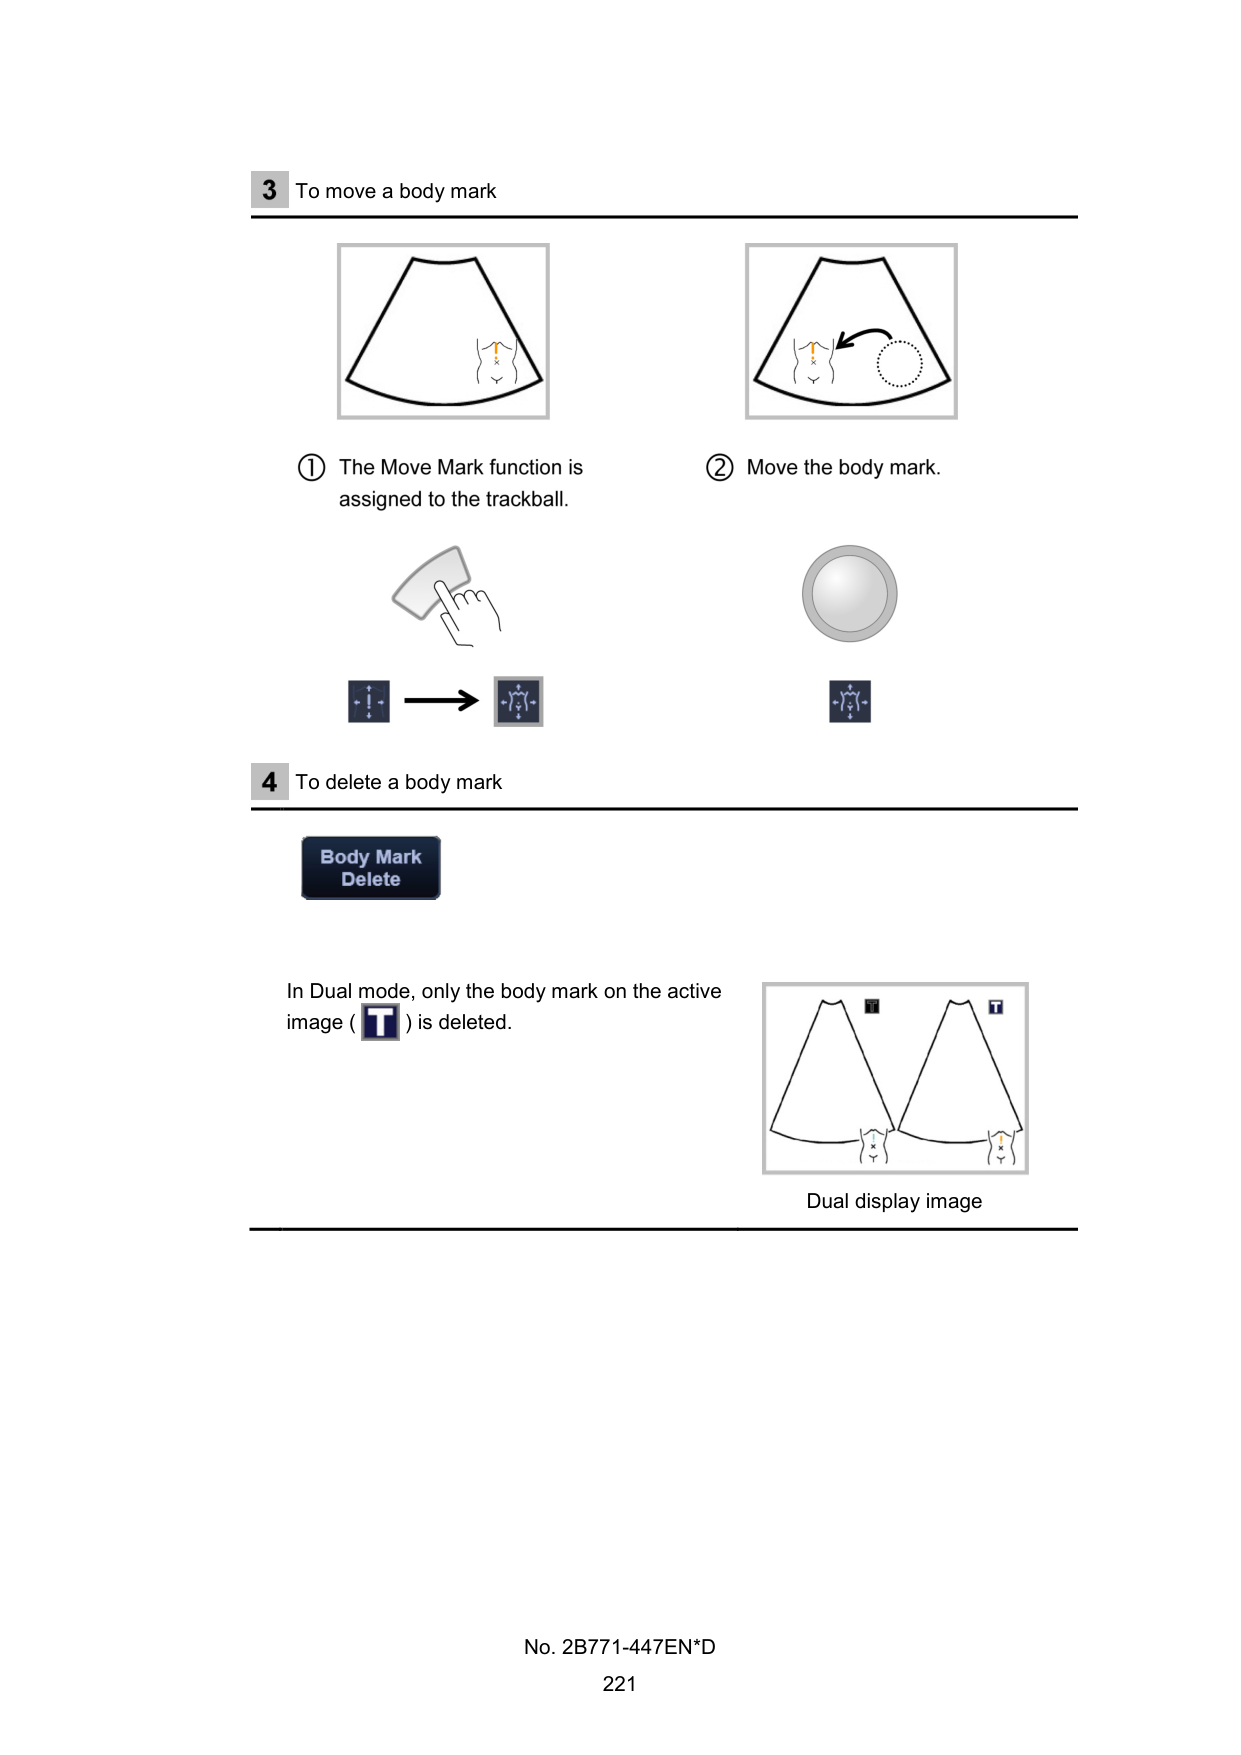 3 To move a body mark
① The Move Mark function is
assigned to the trackball.
② Move the body mark.
4 To delete a body mark
Body Mark
Delete
In Dual mode, only the body mark on the active
image ( T ) is deleted.
T T
Dual display image
No. 2B771-447EN*D
221